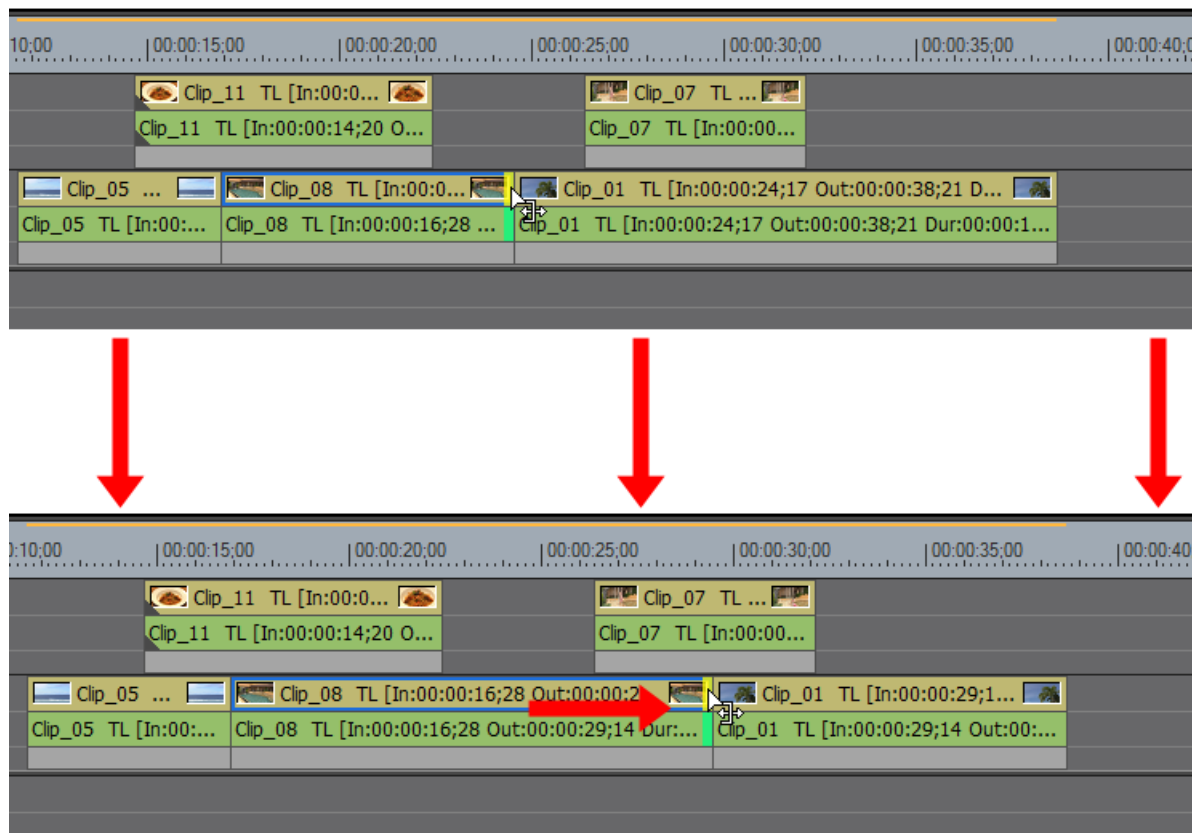 10;00 00:00:15;00 00:00:20;00 00:00:25;00 00:00:30;00 00:00:35;00 00:00:40;0
Clip_11 TL [In:00:0... Clip_07 TL ...
Clip_11 TL [In:00:00:14;20 O... Clip_07 TL [In:00:00...
Clip_05 ... Clip_08 TL [In:00:0... Clip_01 TL [In:00:00:24;17 Out:00:00:38;21 D...
Clip_05 TL [In:00:... Clip_08 TL [In:00:00:16;28 ... Clip_01 TL [In:00:00:24;17 Out:00:00:38;21 Dur:00:00:1...
:10;00 00:00:15;00 00:00:20;00 00:00:25;00 00:00:30;00 00:00:35;00 00:00:40
Clip_11 TL [In:00:0... Clip_07 TL ...
Clip_11 TL [In:00:00:14;20 O... Clip_07 TL [In:00:00...
Clip_05 ... Clip_08 TL [In:00:00:16;28 Out:00:00:2 Clip_01 TL [In:00:00:29;1...
Clip_05 TL [In:00:... Clip_08 TL [In:00:00:16;28 Out:00:00:29;14 Dur:... Clip_01 TL [In:00:00:29;14 Out:00:...